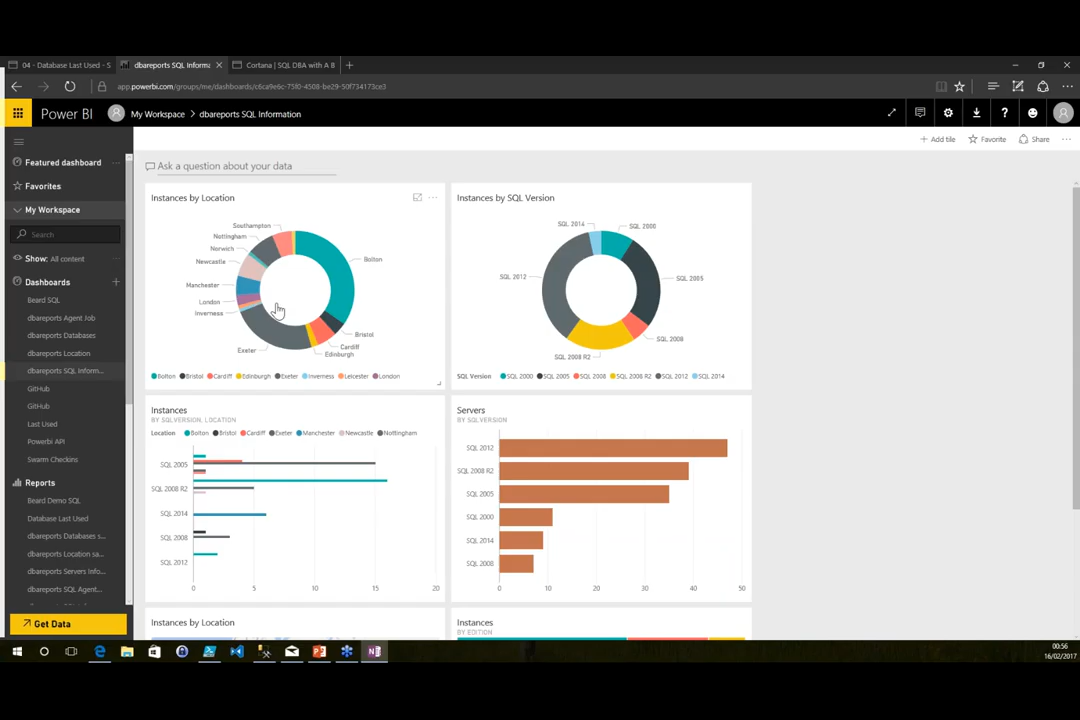 04 - Database Last Used - S
dbareports SQL Informa
Cortana | SQL DBA with A B
app.powerbi.com/groups/me/dashboards/c6ca9e6c-75f0-4508-be29-50f734173ce3
Power BI
My Workspace > dbareports SQL Information
Add tile
Favorite
Share
Featured dashboard
Favorites
My Workspace
Search
Show: All content
Dashboards
Beard SQL
dbareports Agent Job
dbareports Databases
dbareports Location
dbareports SQL Inform...
GitHub
GitHub
Last Used
Powerbi API
Swarm Checkins
Reports
Beard Demo SQL
Database Last Used
dbareports Databases s...
dbareports Location sa...
dbareports Servers Info...
dbareports SQL Agent...
Get Data
Ask a question about your data
Instances by Location
Southampton
Nottingham
Norwich
Newcastle
Manchester
London
Inverness
Exeter
Bolton
Bristol
Cardiff
Edinburgh
Bolton Bristol Cardiff Edinburgh Exeter Inverness Leicester London
Instances by SQL Version
SQL 2014
SQL 2000
SQL 2012
SQL 2005
SQL 2008
SQL 2008 R2
SQL Version SQL 2000 SQL 2005 SQL 2008 SQL 2008 R2 SQL 2012 SQL 2014
Instances
BY SQLVERSION, LOCATION
Location Bolton Bristol Cardiff Exeter Manchester Newcastle Nottingham
SQL 2005
SQL 2008 R2
SQL 2014
SQL 2008
SQL 2012
0 5 10 15 20
Servers
BY SQLVERSION
SQL 2012
SQL 2008 R2
SQL 2005
SQL 2000
SQL 2014
SQL 2008
0 10 20 30 40 50
Instances by Location
Instances
BY EDITION
00:56
16/02/2017